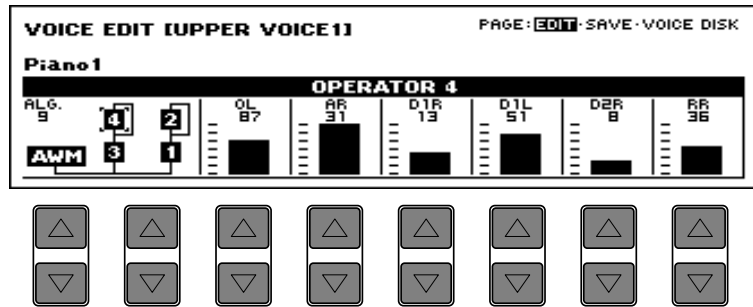 VOICE EDIT [UPPER VOICE1]
PAGE:EDIT·SAVE·VOICE DISK
Piano1
OPERATOR 4
ALG. OL AR D1R D1L D2R RR
9 87 31 13 51 8 36
4 2
AWM 3 1